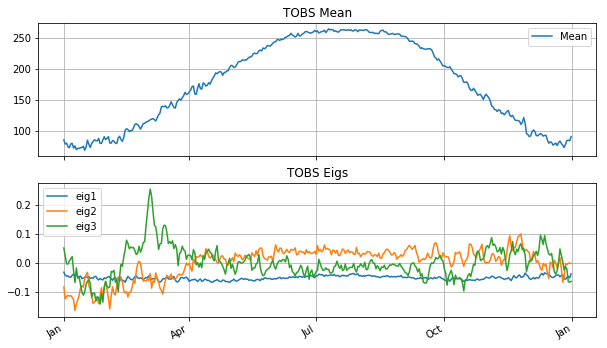 TOBS Mean
250
200
150
100
Mean
TOBS Eigs
0.2
0.1
0.0
−0.1
eig1
eig2
eig3
Jan
Apr
Jul
Oct
Jan